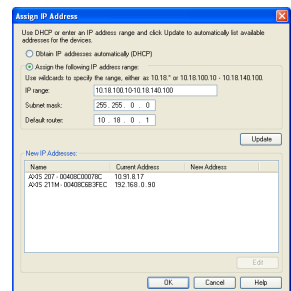 Assign IP Address
Use DHCP or enter an IP address range and click Update to automatically list available
addresses for the devices.
Obtain IP addresses automatically (DHCP)
Assign the following IP address range:
Use wildcards to specify the range, either as 10.18.* or 10.18.100.10 - 10.18.140.100.
IP range: 10.18.100.10-10.18.140.100
Subnet mask: 255 . 255 . 0 . 0
Default router: 10 . 18 . 0 . 1
Update
New IP Addresses:
Name Current Address New Address
AXIS 207 - 00408C00078C 10.91.8.17
AXIS 211M - 00408C6B3FEC 192.168.0.90
Edit
OK Cancel Help